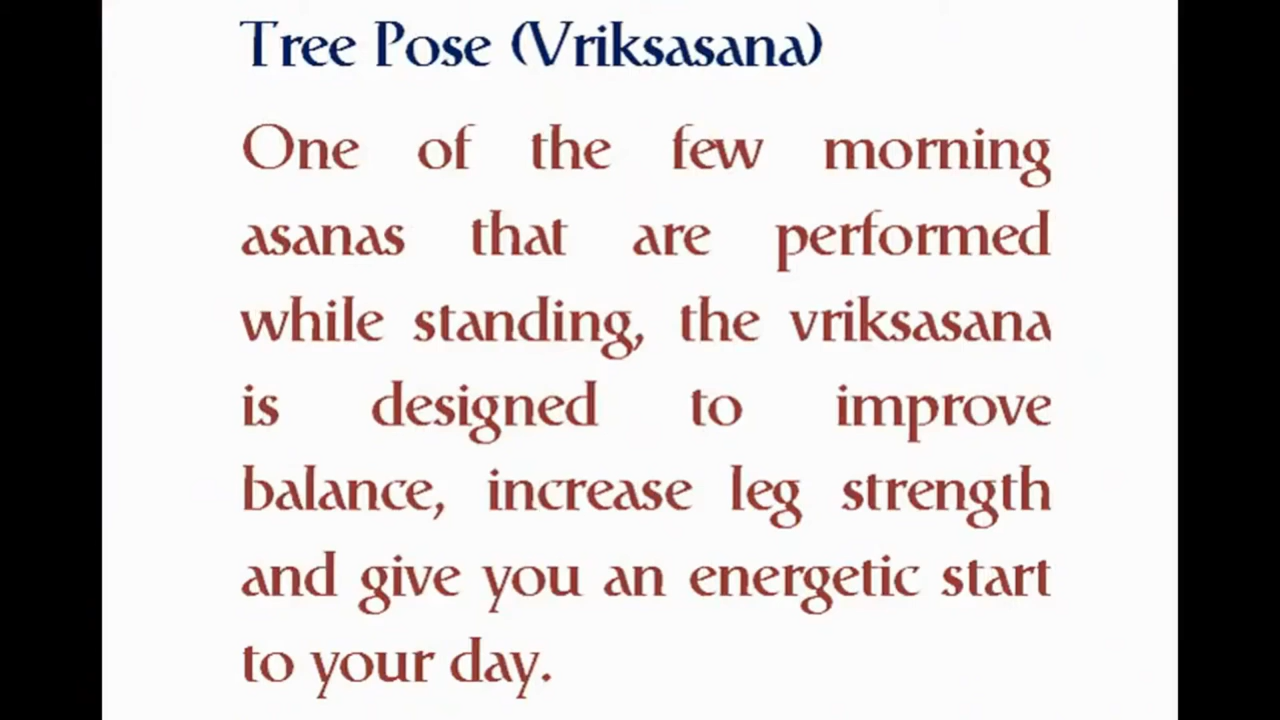 Tree Pose (Vriksasana)
One of the few morning
asanas that are performed
while standing, the vriksasana
is designed to improve
balance, increase leg strength
and give you an energetic start
to your day.